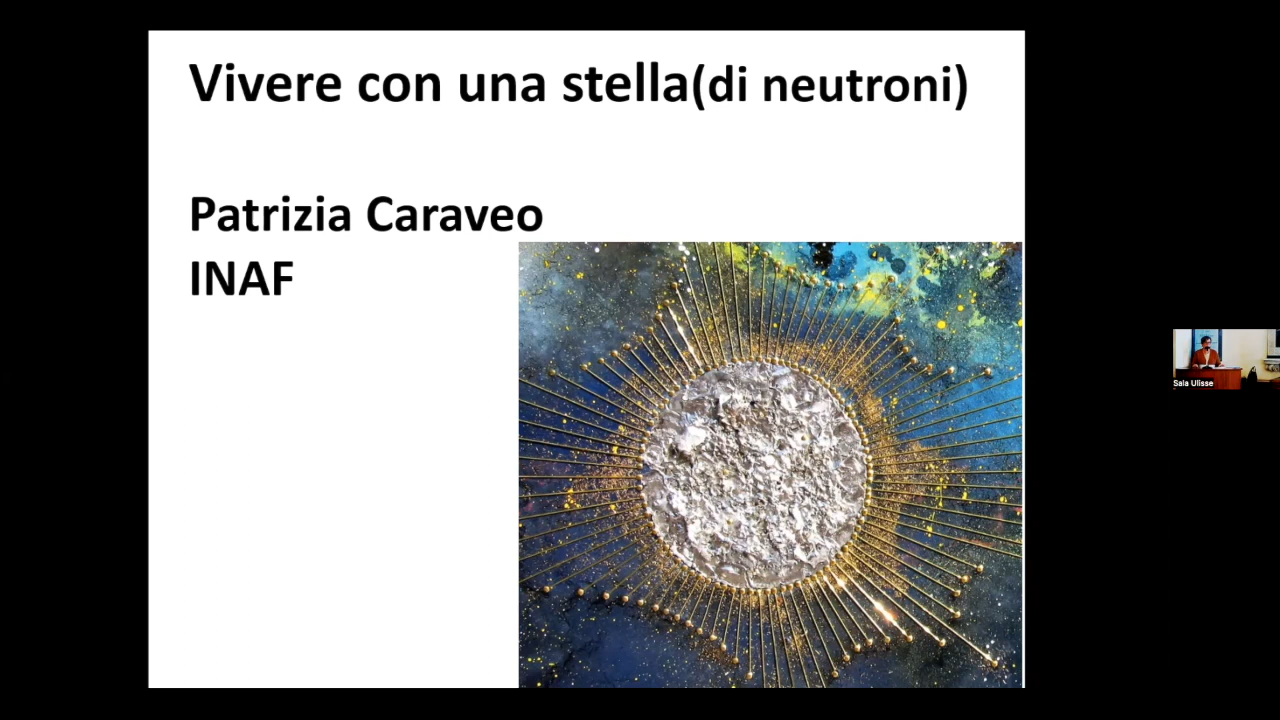 Vivere con una stella(di neutroni)
Patrizia Caraveo
INAF
Sala Ulisse